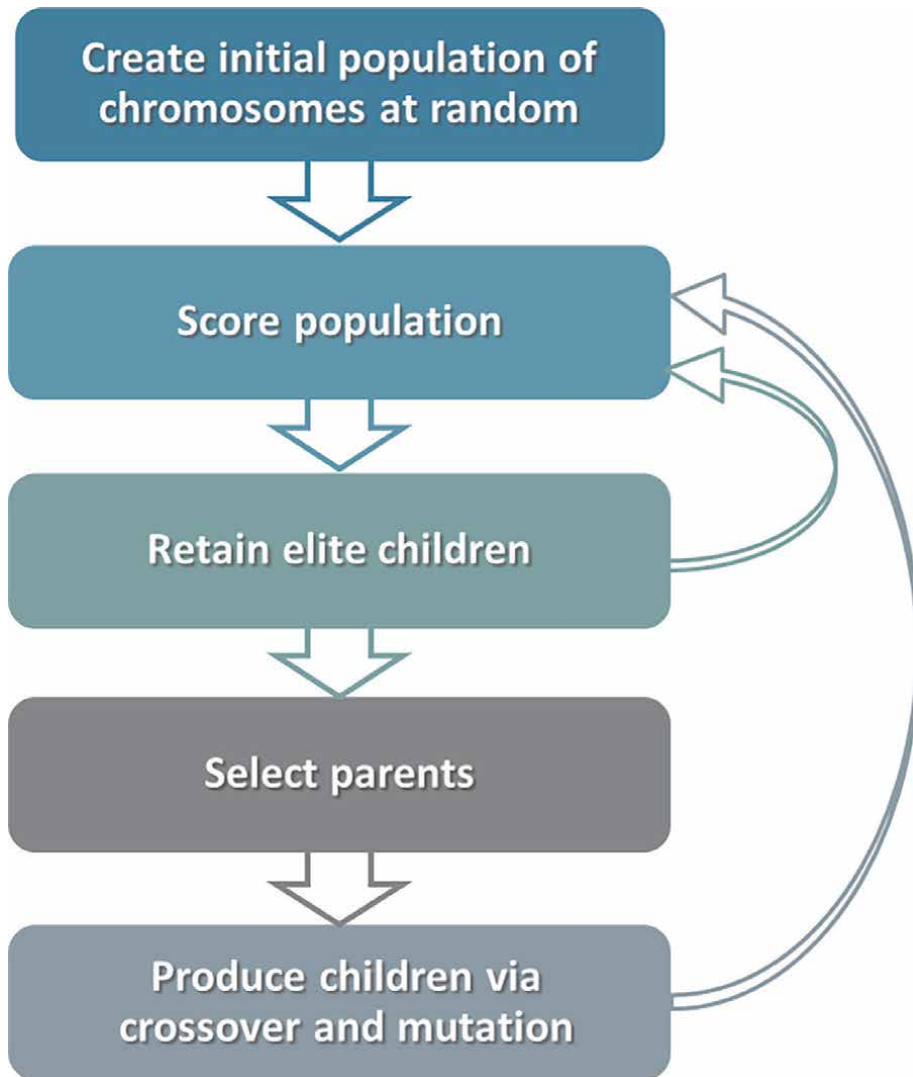 Create initial population of
chromosomes at random
Score population
Retain elite children
Select parents
Produce children via
crossover and mutation